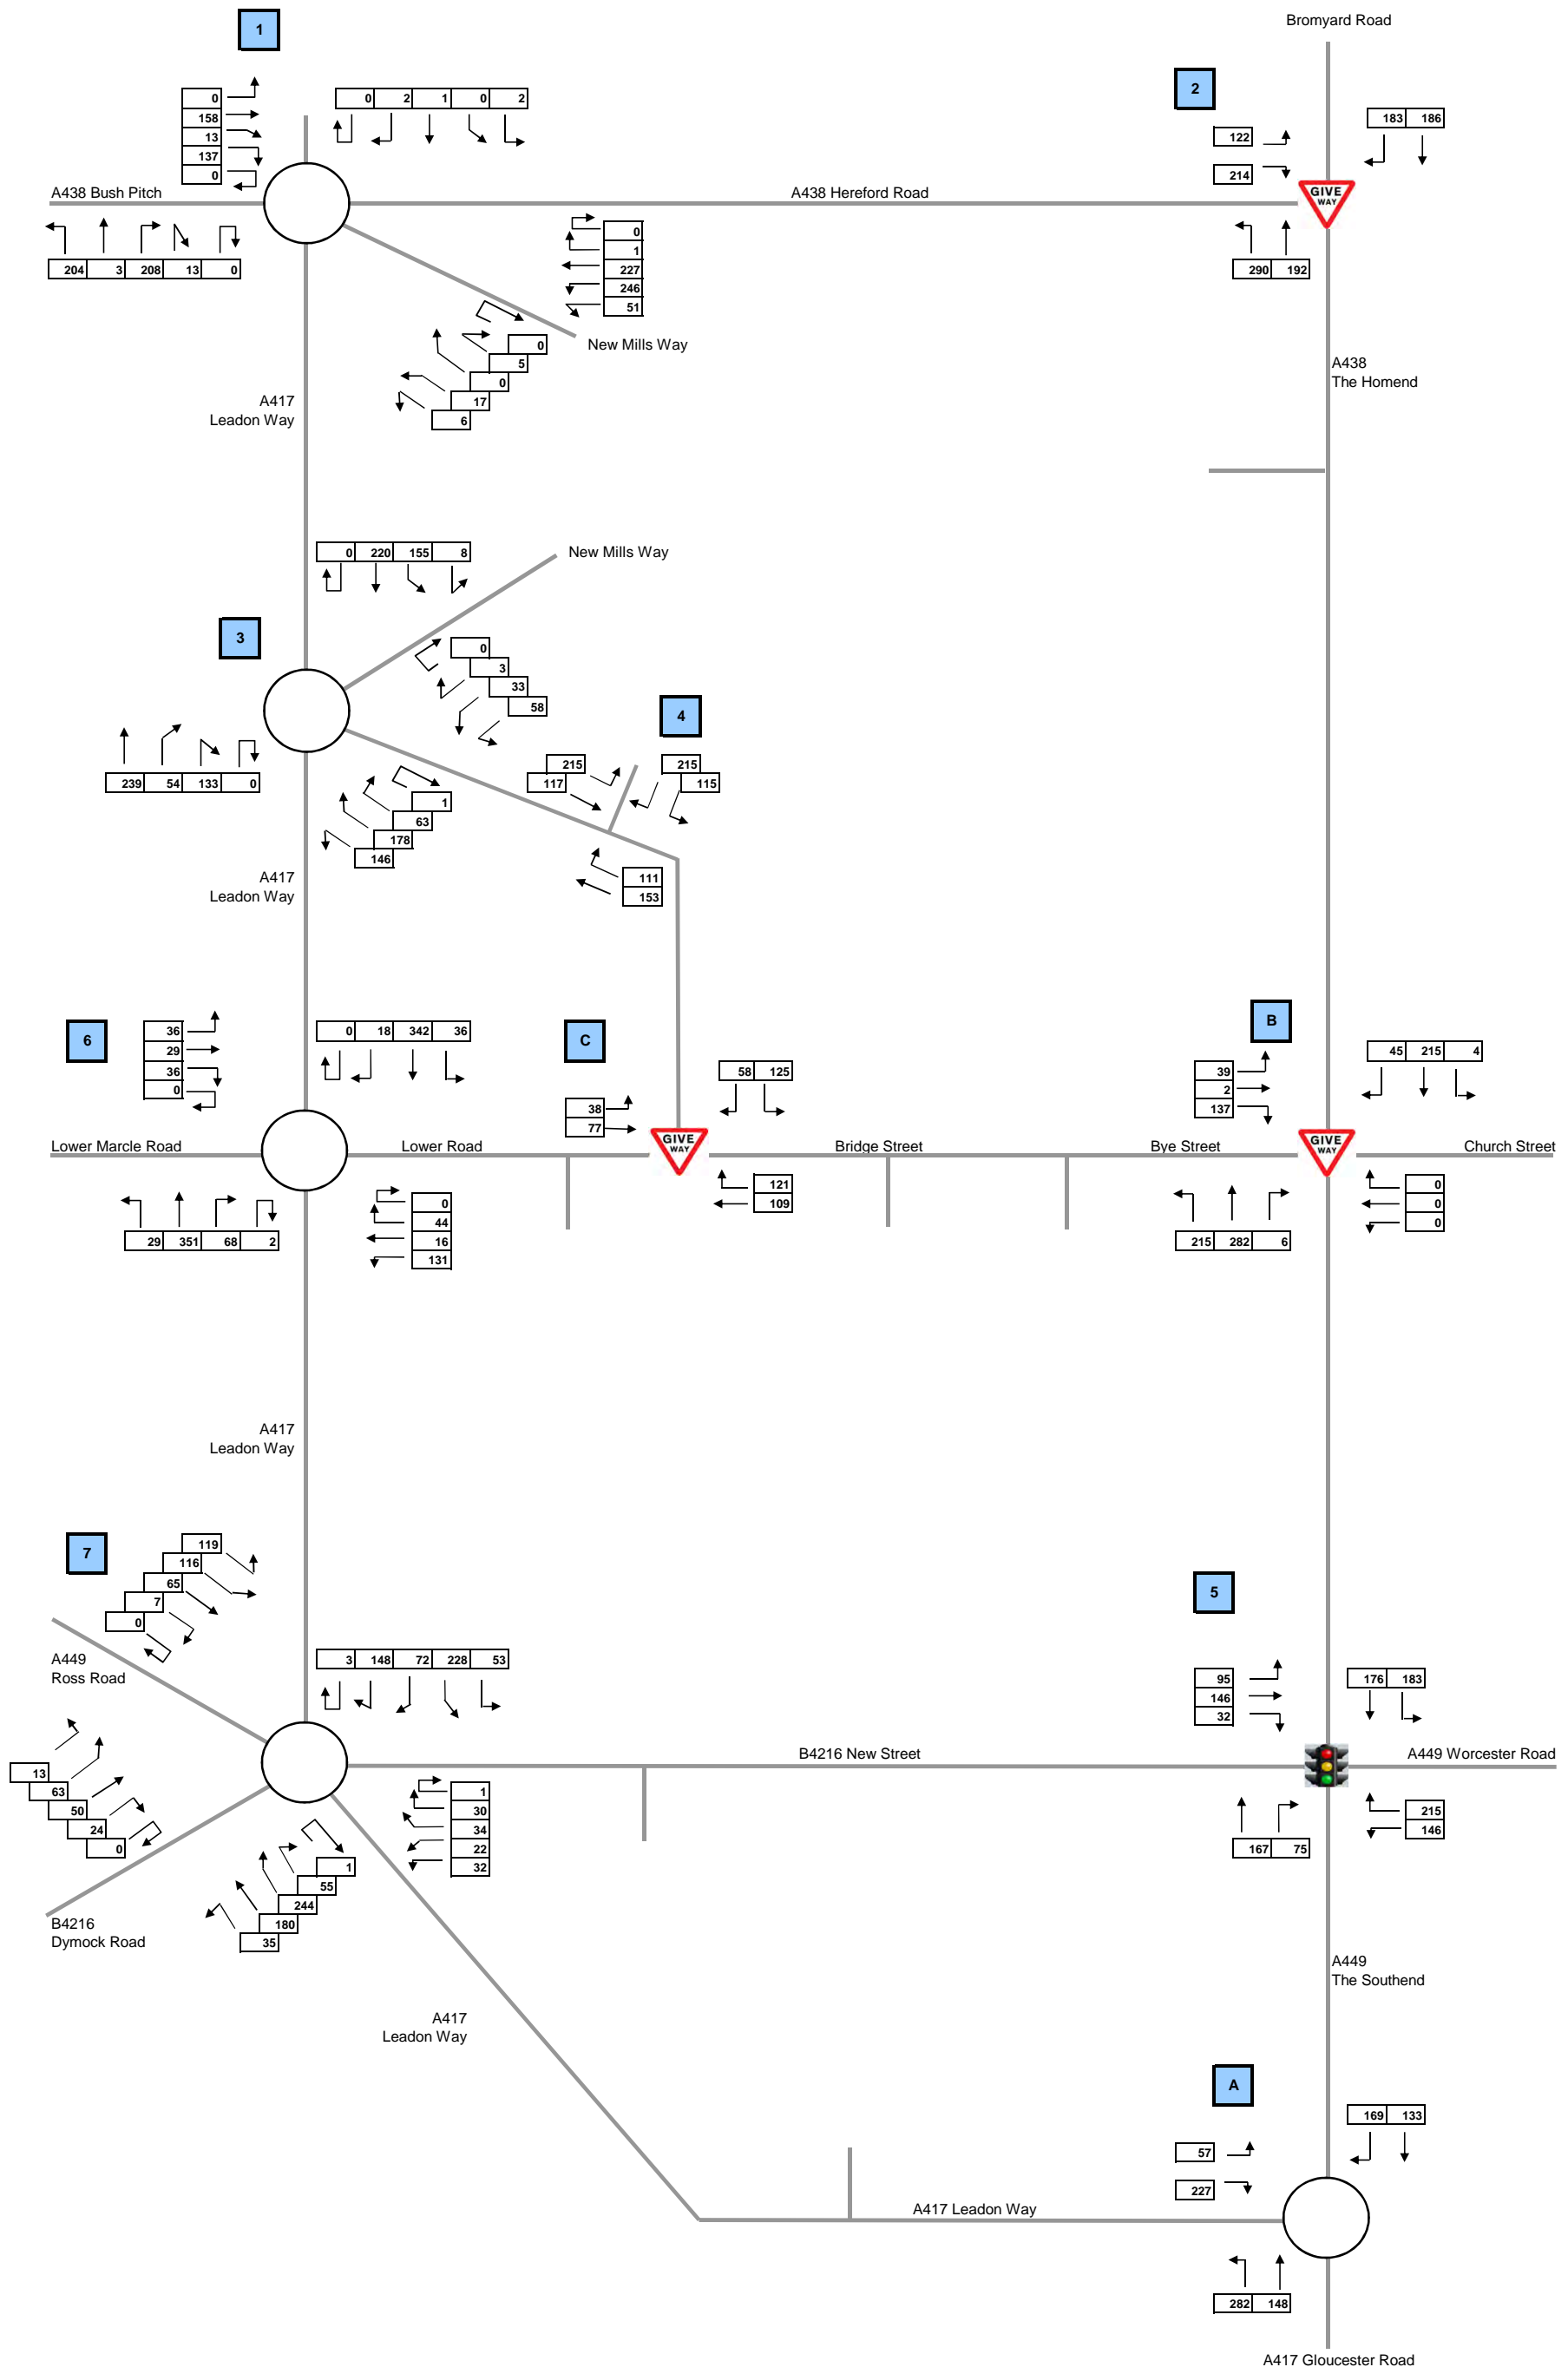 Bromyard Road
1
2
0
158
13
137
0
0 2 1 0 2
122
214
183 186
GIVE
WAY
A438 Bush Pitch
A438 Hereford Road
204 3 208 13 0
0
1
227
246
51
290 192
New Mills Way
0
5
0
17
6
A438
The Homend
A417
Leadon Way
0 220 155 8
New Mills Way
3
0
3
33
58
4
239 54 133 0
215
117
215
115
1
63
178
146
111
153
A417
Leadon Way
6
36
29
36
0
0 18 342 36
C
38
77
58 125
B
39
2
137
45 215 4
Lower Marcle Road
Lower Road
GIVE
WAY
Bridge Street
Bye Street
GIVE
WAY
Church Street
29 351 68 2
0
44
16
131
121
109
215 282 6
0
0
0
A417
Leadon Way
7
119
116
65
7
0
5
A449
Ross Road
3 148 72 228 53
95
146
32
176 183
B4216 New Street
A449 Worcester Road
13
63
50
24
0
1
30
34
22
32
167 75
215
146
1
55
244
180
35
B4216
Dymock Road
A449
The Southend
A417
Leadon Way
A
57
227
169 133
A417 Leadon Way
282 148
A417 Gloucester Road